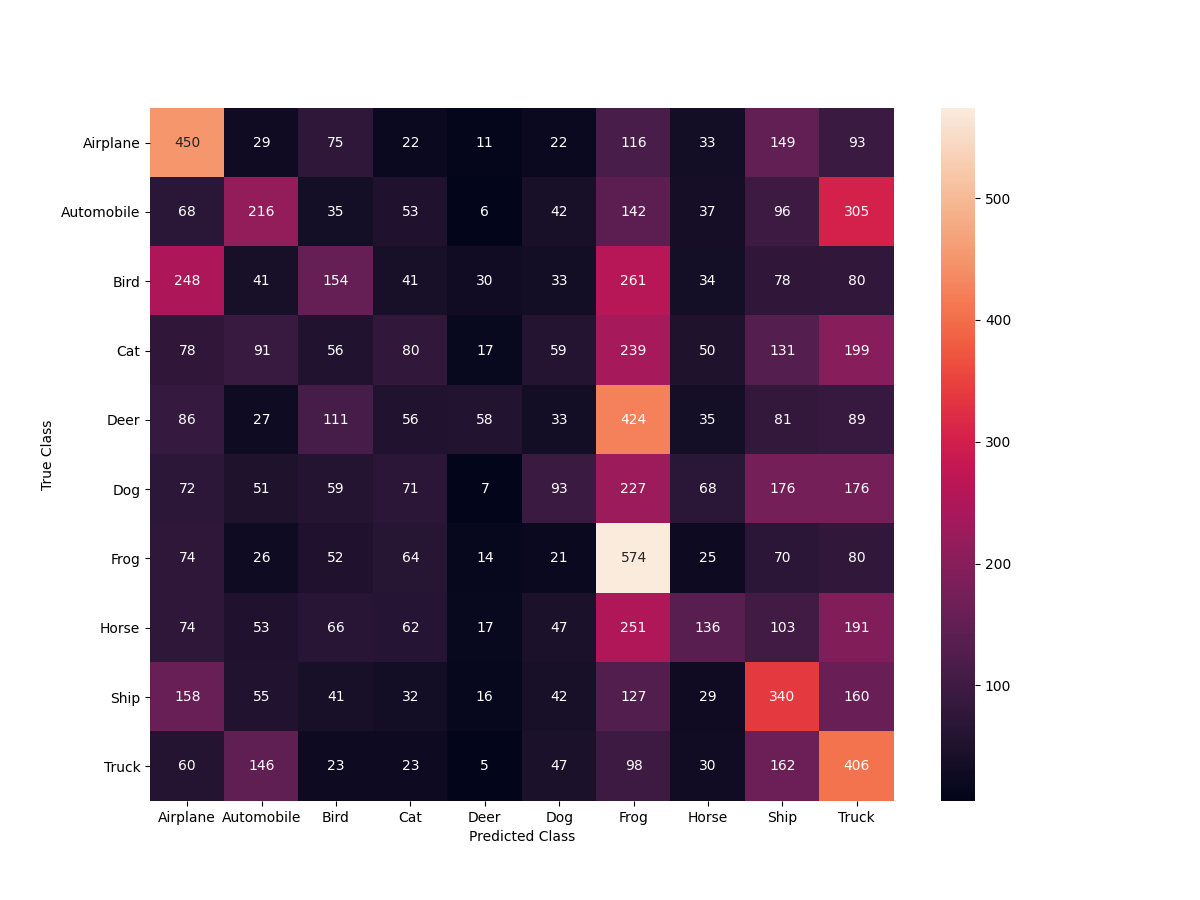 Airplane 450 29 75 22 11 22 116 33 149 93
Automobile 68 216 35 53 6 42 142 37 96 305
Bird 248 41 154 41 30 33 261 34 78 80
Cat 78 91 56 80 17 59 239 50 131 199
Deer 86 27 111 56 58 33 424 35 81 89
Dog 72 51 59 71 7 93 227 68 176 176
Frog 74 26 52 64 14 21 574 25 70 80
Horse 74 53 66 62 17 47 251 136 103 191
Ship 158 55 41 32 16 42 127 29 340 160
Truck 60 146 23 23 5 47 98 30 162 406
Airplane Automobile Bird Cat Deer Dog Frog Horse Ship Truck
Predicted Class
True Class
500
400
300
200
100